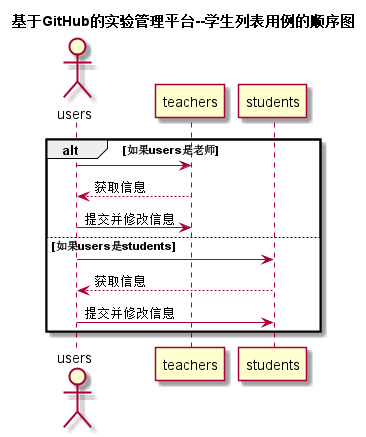 基于GitHub的实验管理平台--学生列表用例的顺序图
users
teachers
students
alt
[如果users是老师]
获取信息
提交并修改信息
[如果users是students]
获取信息
提交并修改信息
users
teachers
students